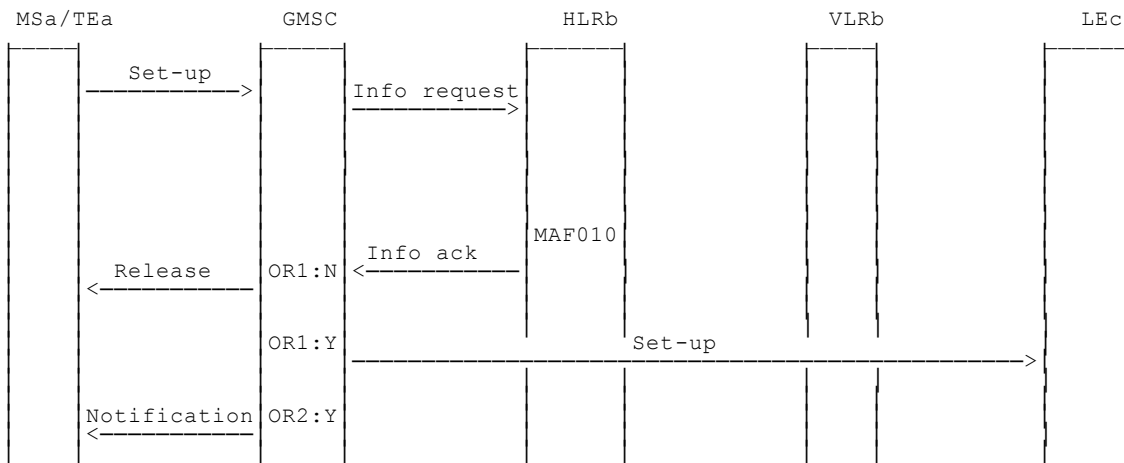 MSa/TEa GMSC HLRb VLRb LEc
Set-up
Info request
MAF010
Info ack
Release OR1:N
OR1:Y Set-up
Notification OR2:Y